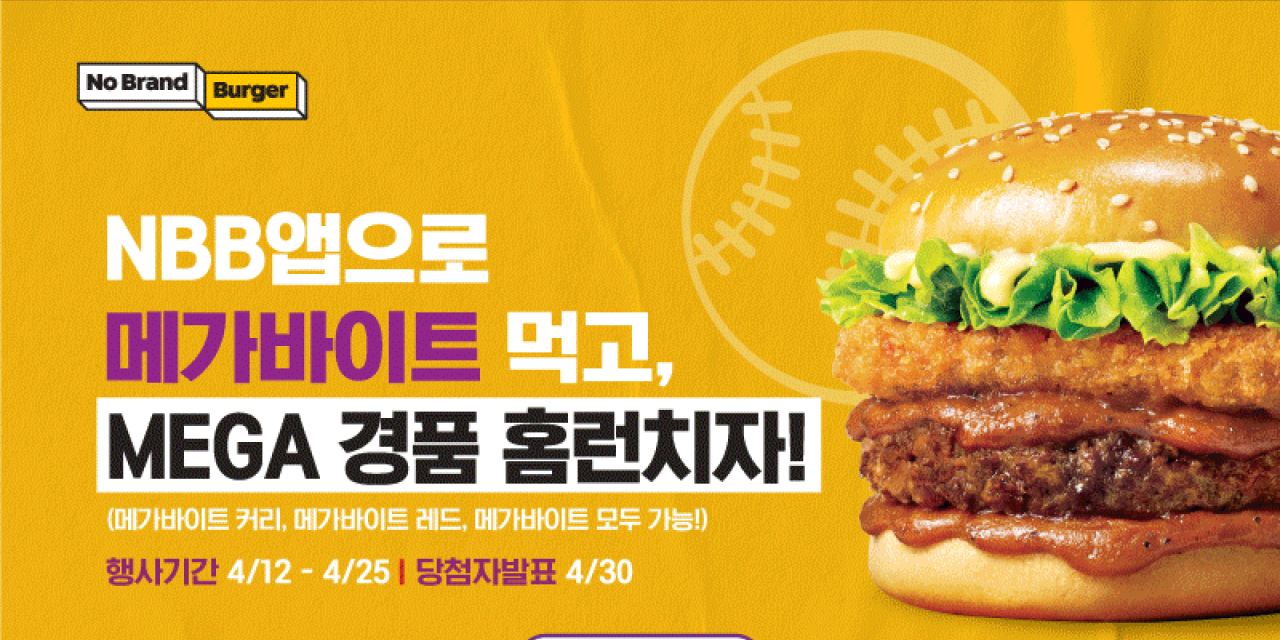 No Brand
Burger
NBB앱으로
메가바이트 먹고,
MEGA 경품 홈런치자!
(메가바이트 커리, 메가바이트 레드, 메가바이트 모두 가능!)
행사기간 4/12 - 4/25 | 당첨자발표 4/30